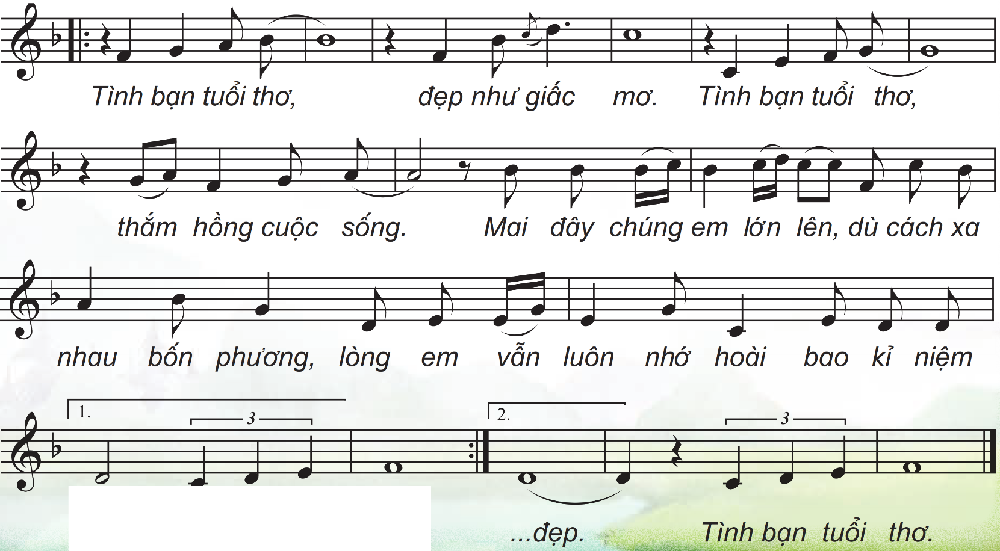 Tình bạn tuổi thơ, đẹp như giấc mơ. Tình bạn tuổi thơ,
thắm hồng cuộc sống. Mai đây chúng em lớn lên, dù cách xa
nhau bốn phương, lòng em vẫn luôn nhớ hoài bao kỉ niệm
1. 3 2. 3
...đẹp. Tình bạn tuổi thơ.